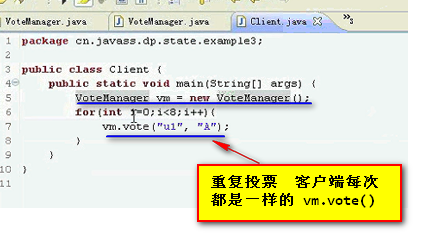 VoteManager.java VoteManager.java Client.java »3
1 package cn.javass.dp.state.example3;
2
3 public class Client {
4 public static void main(String[] args) {
5 VoteManager vm = new VoteManager();
6 for(int i=0;i<8;i++){
7 vm.vote("u1", "A");
8 }
9 }
10 }
11
重复投票 客户端每次
都是一样的 vm.vote()